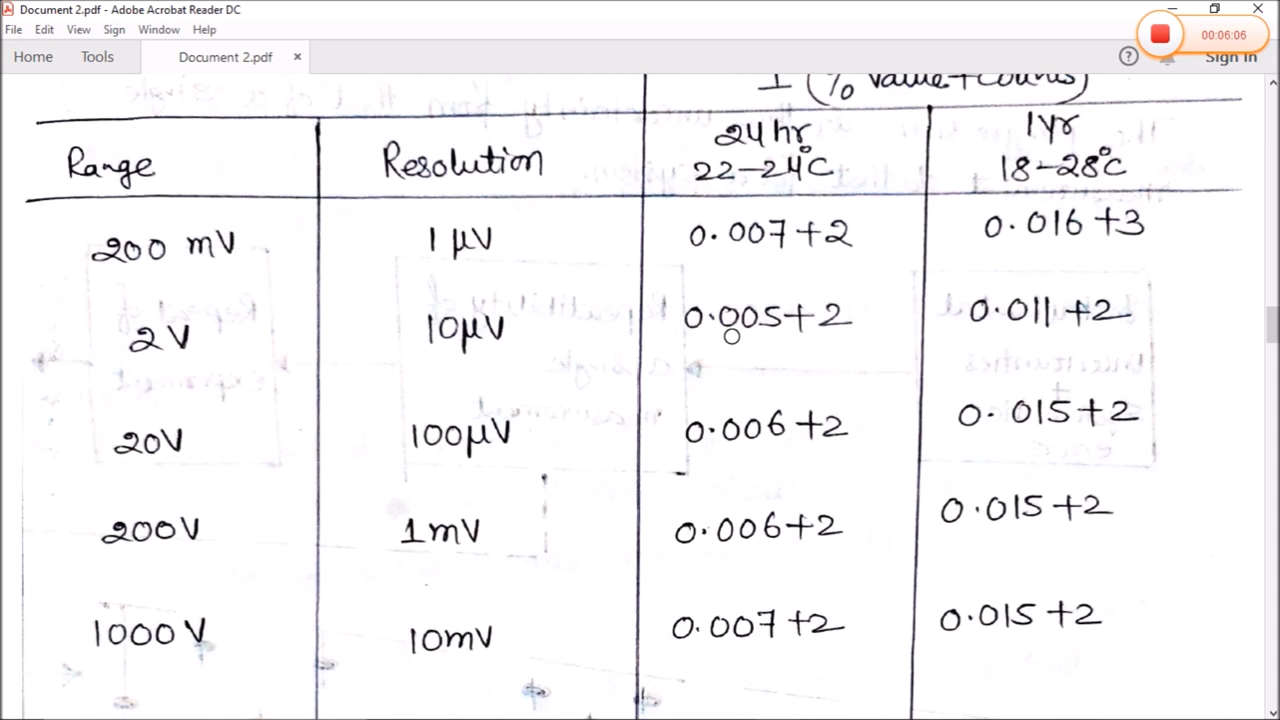 Document 2.pdf - Adobe Acrobat Reader DC
File Edit View Sign Window Help
00:06:06
Home Tools Document 2.pdf × ? Sign In
± (% value + counts)
Range Resolution 24 hr 22-24°C 1yr 18-28°C
200 mV 1 μV 0.007+2 0.016+3
2V 10μV 0.005+2 0.011+2
20V 100μV 0.006+2 0.015+2
200V 1mV 0.006+2 0.015+2
1000V 10mV 0.007+2 0.015+2